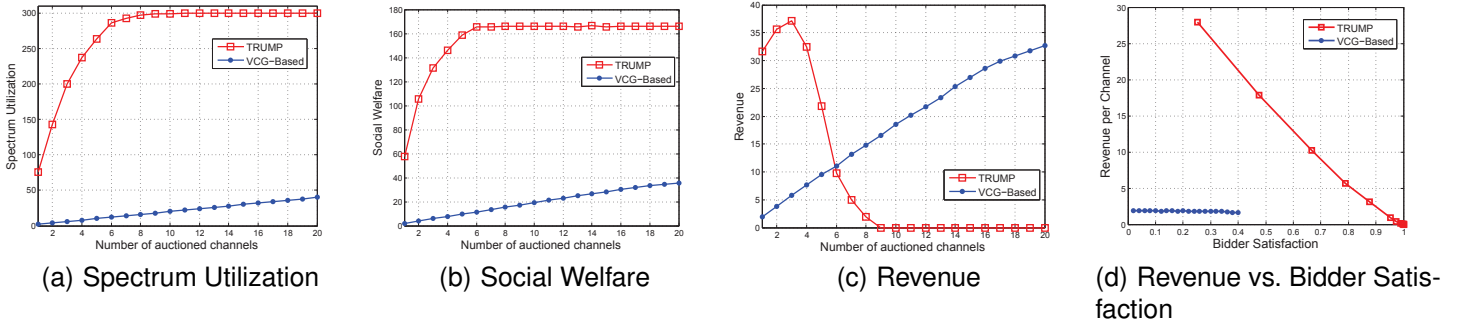 300
250
200
150
100
50
0
Spectrum Utilization
TRUMP
VCG-Based
2 4 6 8 10 12 14 16 18 20
Number of auctioned channels
(a) Spectrum Utilization
180
160
140
120
100
80
60
40
20
0
Social Welfare
TRUMP
VCG-Based
2 4 6 8 10 12 14 16 18 20
Number of auctioned channels
(b) Social Welfare
40
35
30
25
20
15
10
5
0
Revenue
TRUMP
VCG-Based
2 4 6 8 10 12 14 16 18 20
Number of auctioned channels
(c) Revenue
30
25
20
15
10
5
0
Revenue per Channel
TRUMP
VCG-Based
0 0.1 0.2 0.3 0.4 0.5 0.6 0.7 0.8 0.9 1
Bidder Satisfaction
(d) Revenue vs. Bidder Satis-
faction